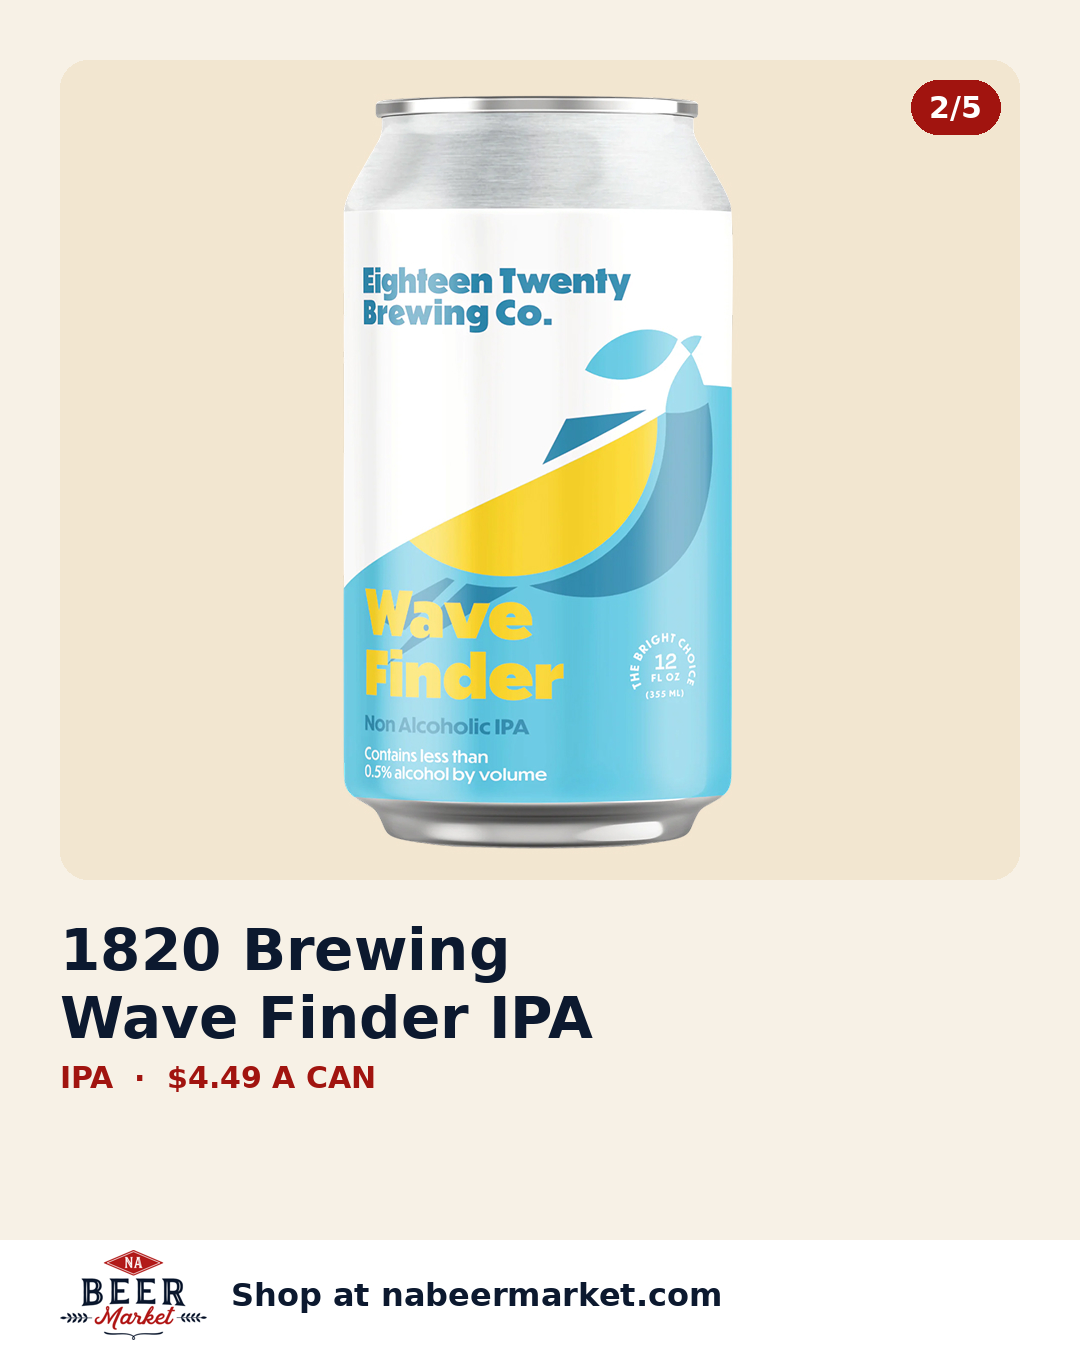 2/5
Eighteen Twenty
Brewing Co.
Wave
Finder
Non Alcoholic IPA
Contains less than
0.5% alcohol by volume
THE BRIGHT CHOICE
12
FL OZ
(355 ML)
1820 Brewing
Wave Finder IPA
IPA · $4.49 A CAN
NA
BEER
Market
Shop at nabeermarket.com